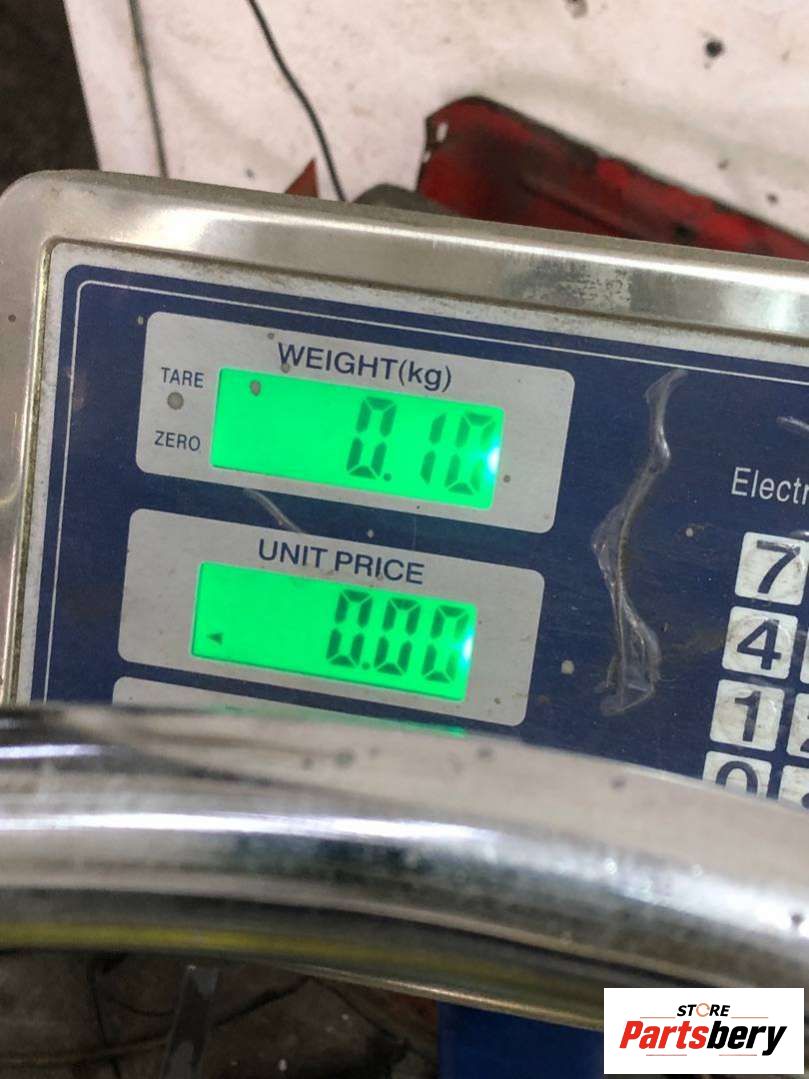 WEIGHT(kg)
TARE
ZERO
0.10
UNIT PRICE
0.00
Electr
7
4
1
0
STORE
Partsbery